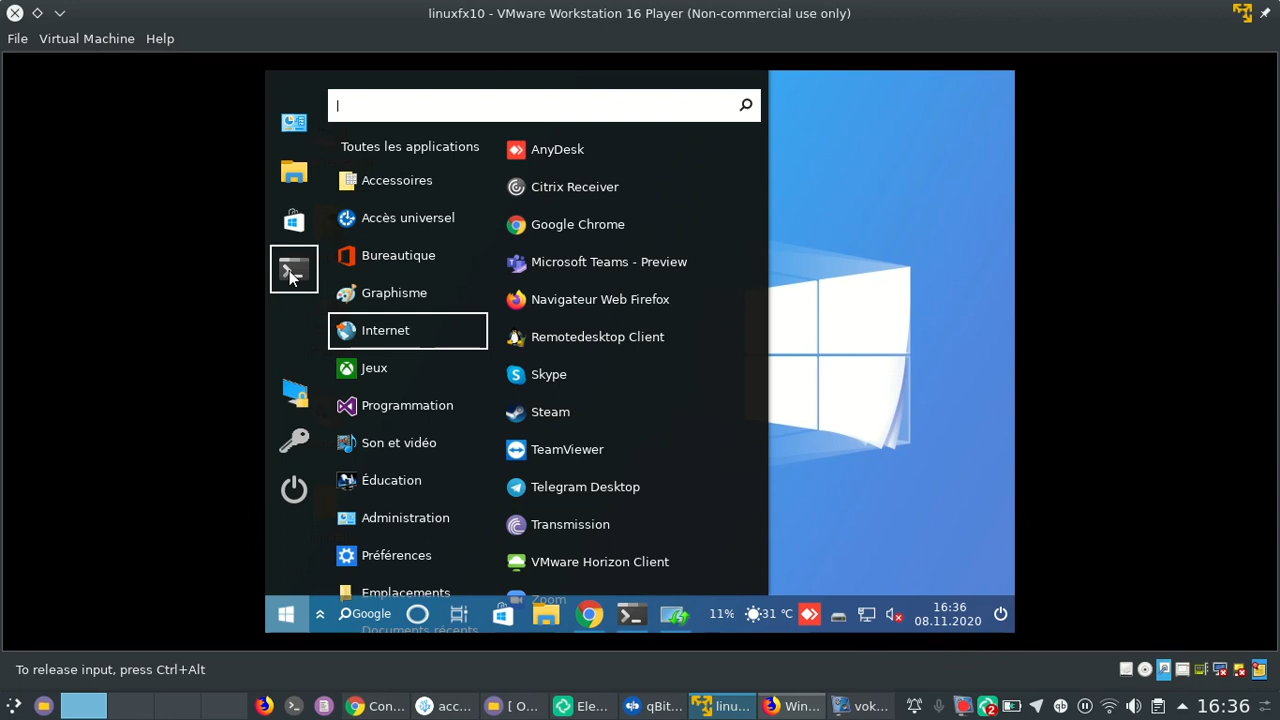 linuxfx10 - VMware Workstation 16 Player (Non-commercial use only)
File Virtual Machine Help
Toutes les applications
Accessoires
Accès universel
Bureautique
Graphisme
Internet
Jeux
Programmation
Son et vidéo
Éducation
Administration
Préférences
Emplacements
Documents récents
AnyDesk
Citrix Receiver
Google Chrome
Microsoft Teams - Preview
Navigateur Web Firefox
Remotedesktop Client
Skype
Steam
TeamViewer
Telegram Desktop
Transmission
VMware Horizon Client
Zoom
Google
11%
31 °C
16:36
08.11.2020
To release input, press Ctrl+Alt
Con...
acc...
[ O...
Ele...
qBit...
linu...
Win...
vok...
2
16:36